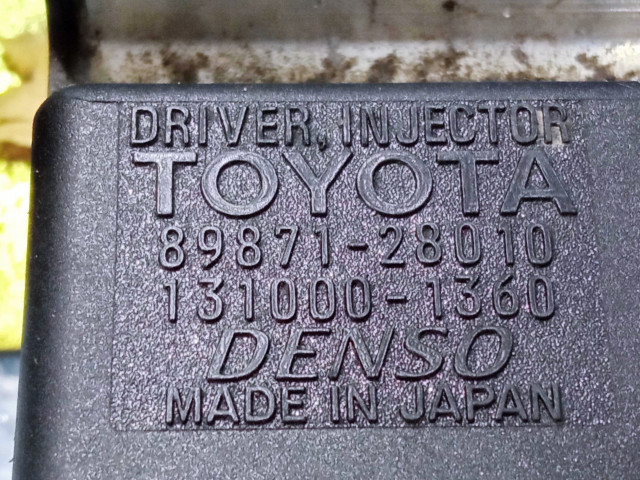 DRIVER, INJECTOR
TOYOTA
89871-28010
131000-1360
DENSO
MADE IN JAPAN